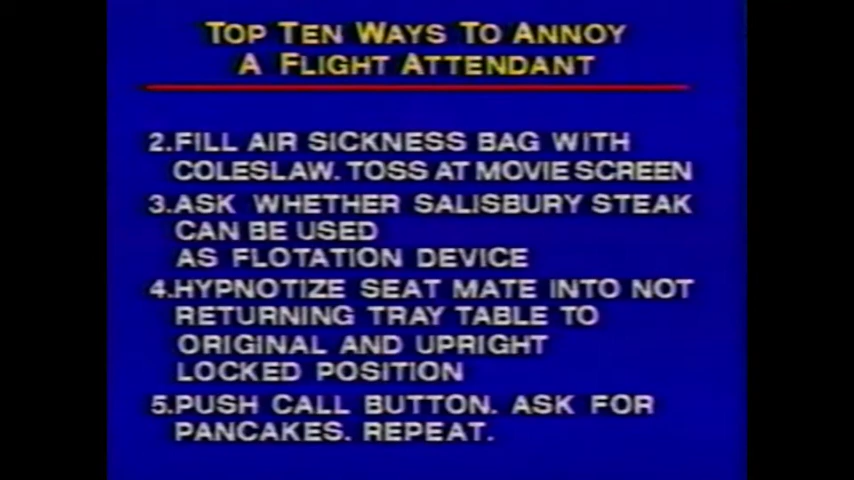 TOP TEN WAYS TO ANNOY
A FLIGHT ATTENDANT
2.FILL AIR SICKNESS BAG WITH
COLESLAW. TOSS AT MOVIE SCREEN
3.ASK WHETHER SALISBURY STEAK
CAN BE USED
AS FLOTATION DEVICE
4.HYPNOTIZE SEAT MATE INTO NOT
RETURNING TRAY TABLE TO
ORIGINAL AND UPRIGHT
LOCKED POSITION
5.PUSH CALL BUTTON. ASK FOR
PANCAKES. REPEAT.